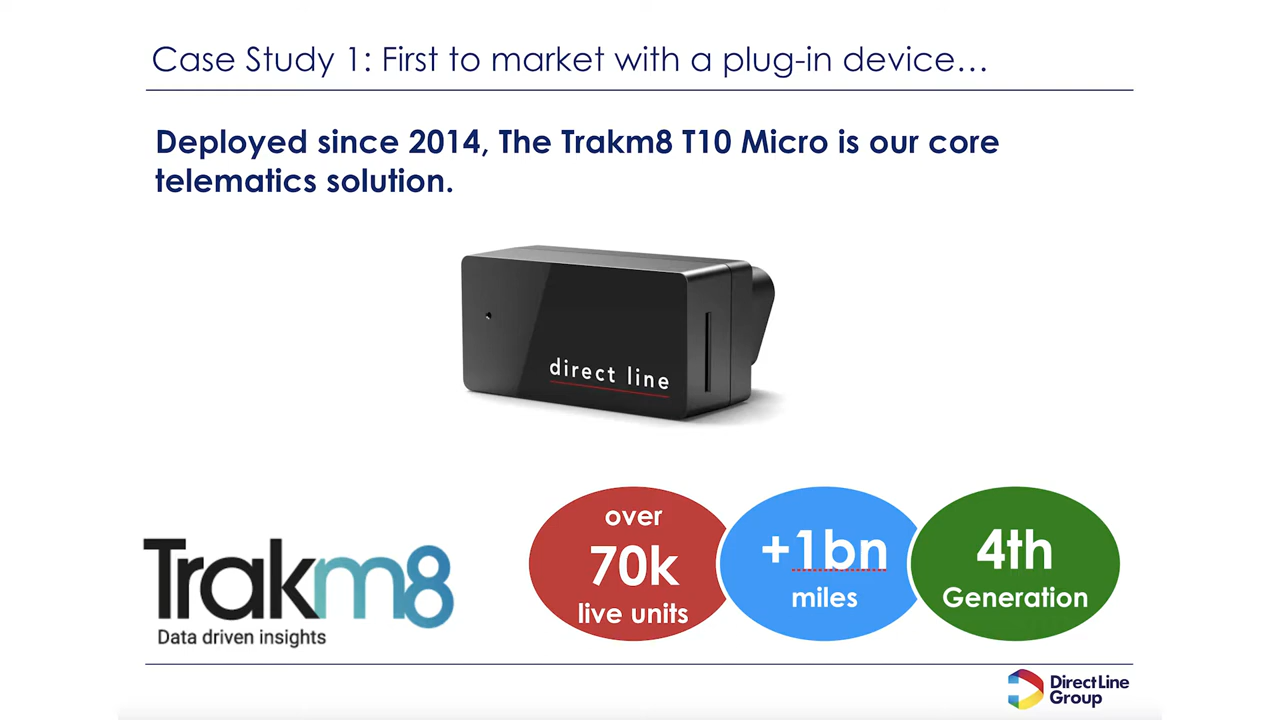 Case Study 1: First to market with a plug-in device…
Deployed since 2014, The Trakm8 T10 Micro is our core
telematics solution.
direct line
Trakm8
Data driven insights
over
70k
live units
+1bn
miles
4th
Generation
Direct Line
Group